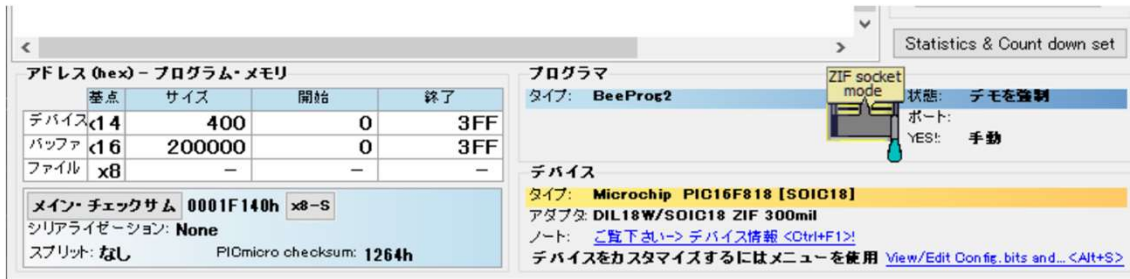 Statistics & Count down set
アドレス (hex) - プログラム・メモリ
基点 サイズ 開始 終了
デバイス <14 400 0 3FF
バッファ <16 200000 0 3FF
ファイル x8 - - -
メイン・チェックサム 0001F140h x8-S
シリアライゼーション: None
スプリット: なし PICmicro checksum: 1264h
プログラマ
タイプ: BeeProg2
ZIF socket
mode
状態: デモを強制
ポート:
YES!: 手動
デバイス
タイプ: Microchip PIC16F818 [SOIC18]
アダプタ: DIL18W/SOIC18 ZIF 300mil
ノート: ご覧下さい-> デバイス情報 <Ctrl+F1>!
デバイスをカスタマイズするにはメニューを使用 View/Edit Config.bits and... <Alt+S>